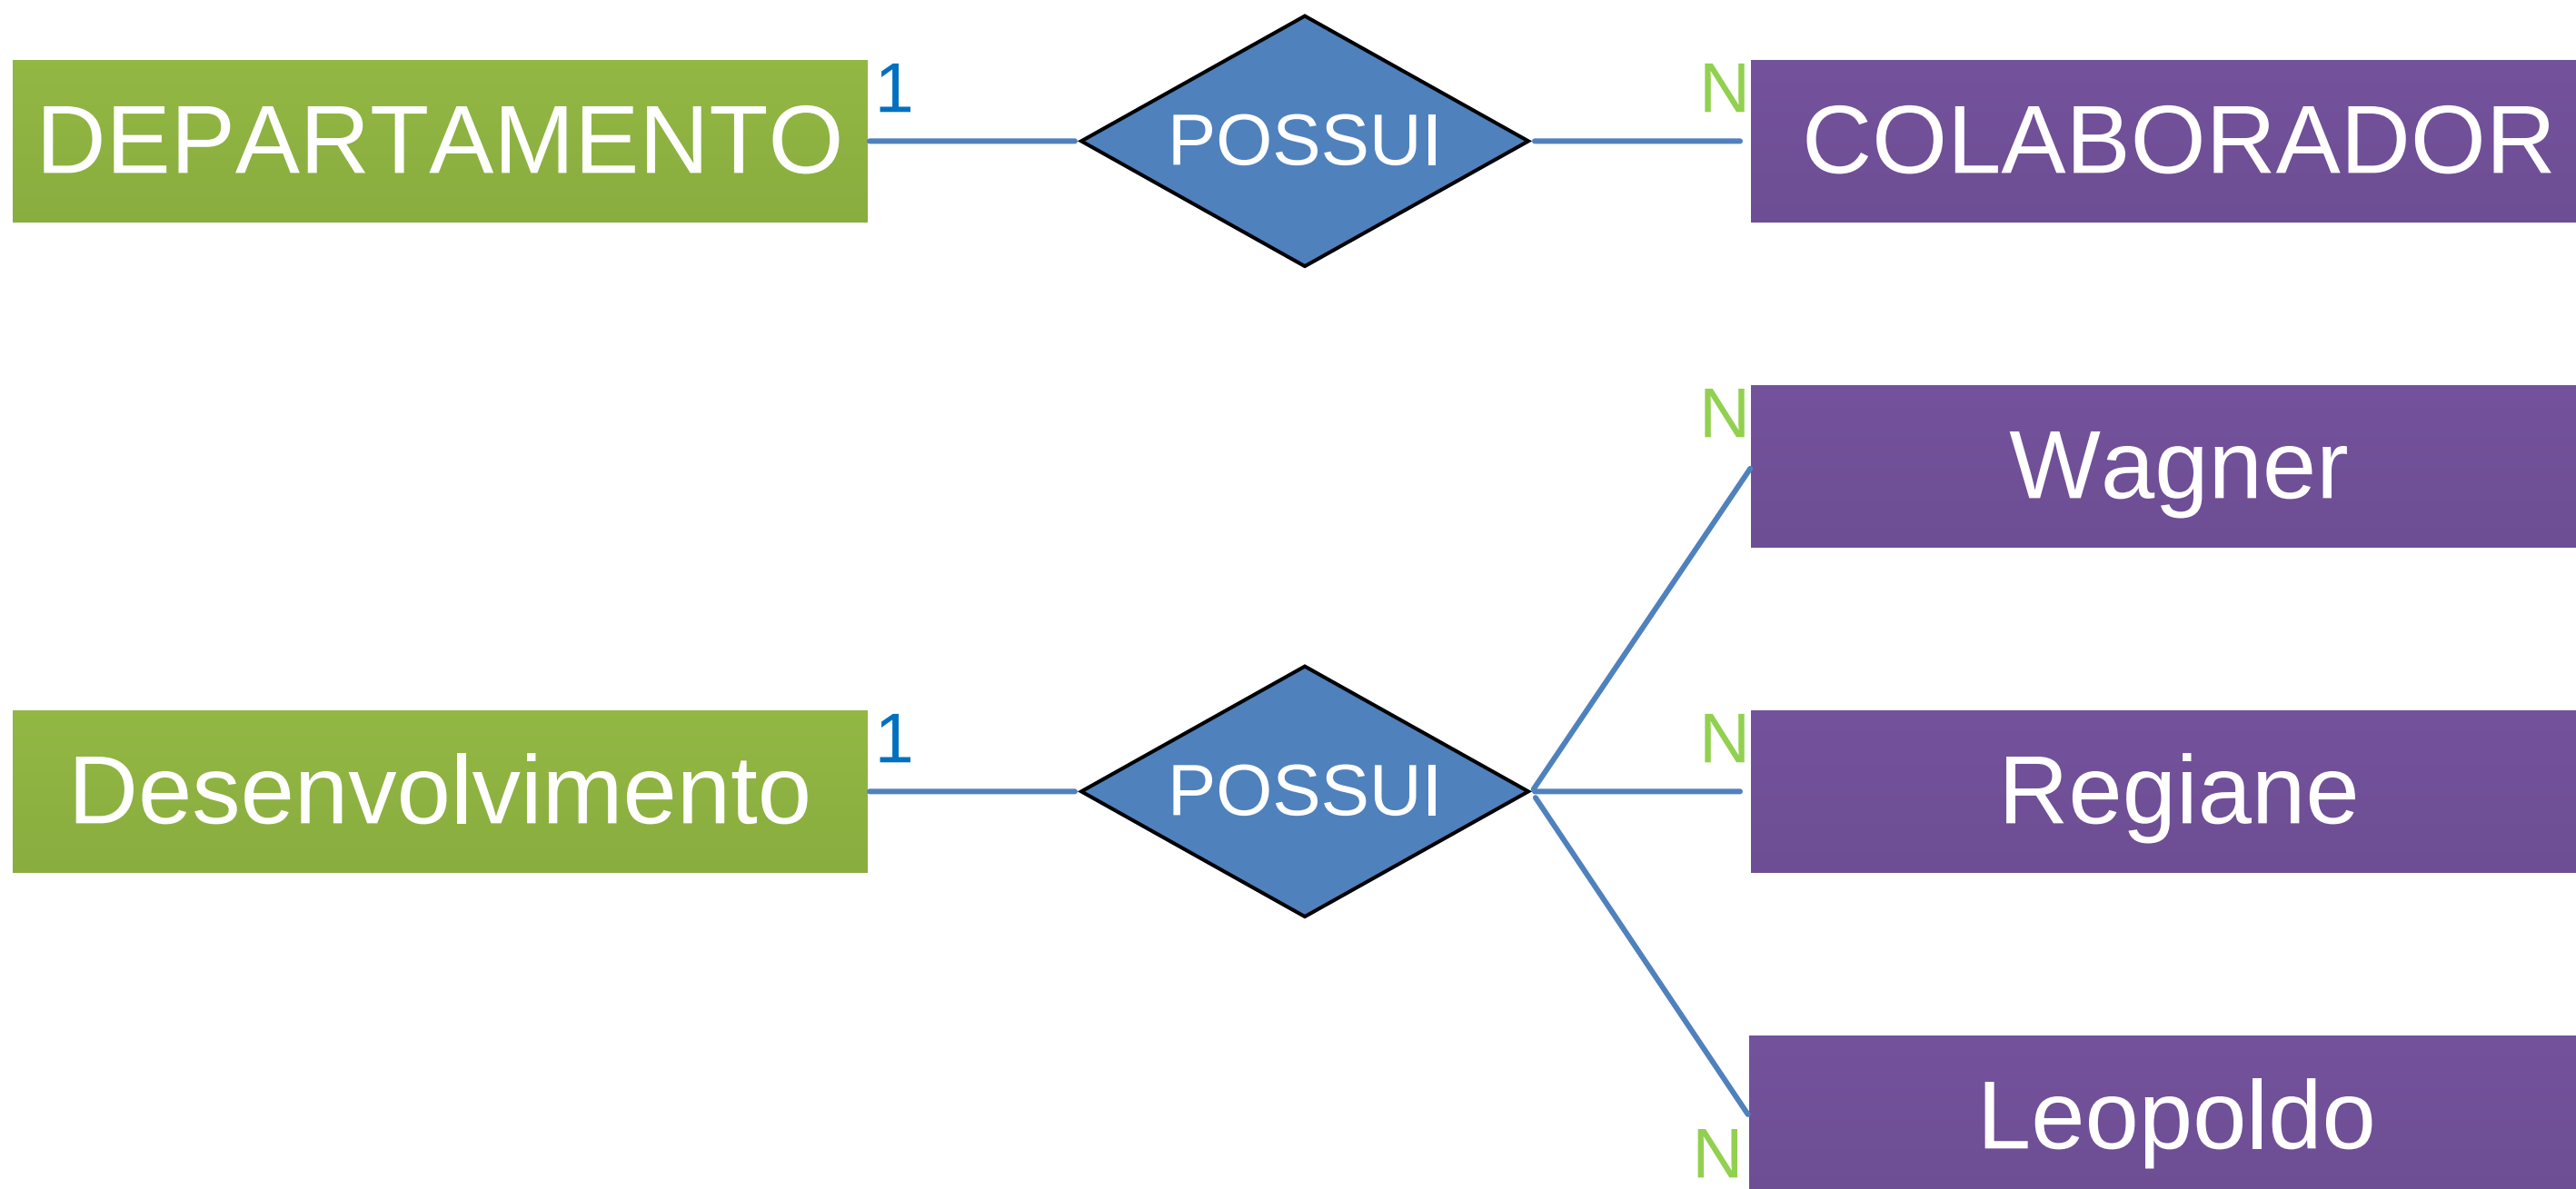 DEPARTAMENTO 1 POSSUI N COLABORADOR
N Wagner
Desenvolvimento 1 POSSUI N Regiane
N Leopoldo